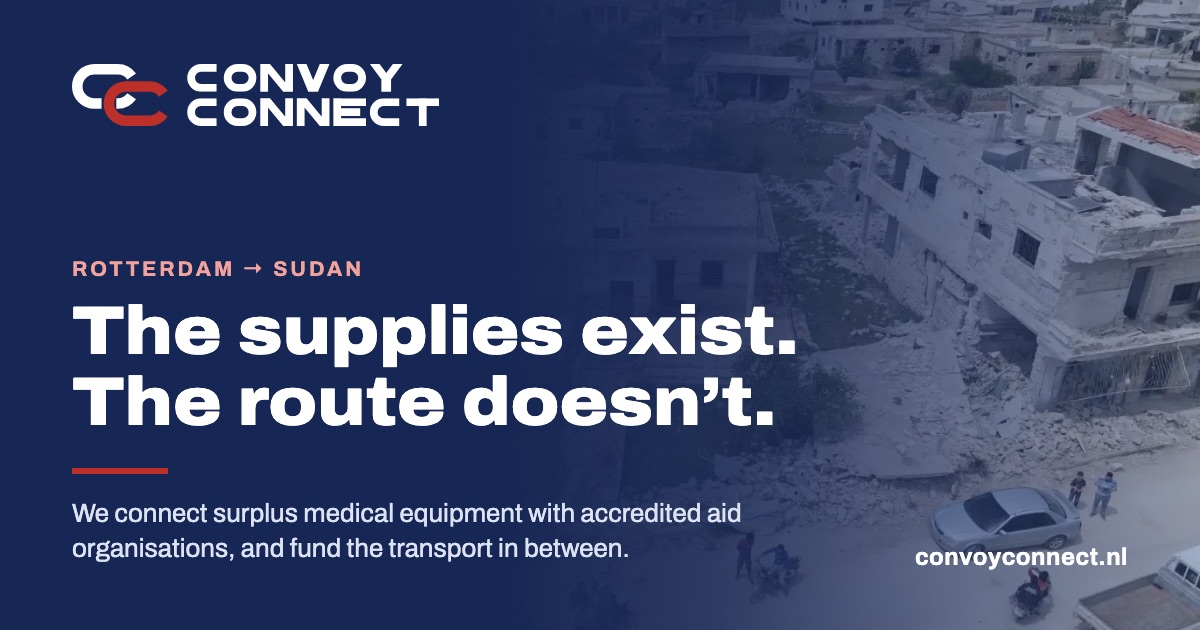 CONVOY
CONNECT
ROTTERDAM → SUDAN
The supplies exist.
The route doesn’t.
We connect surplus medical equipment with accredited aid
organisations, and fund the transport in between.
convoyconnect.nl